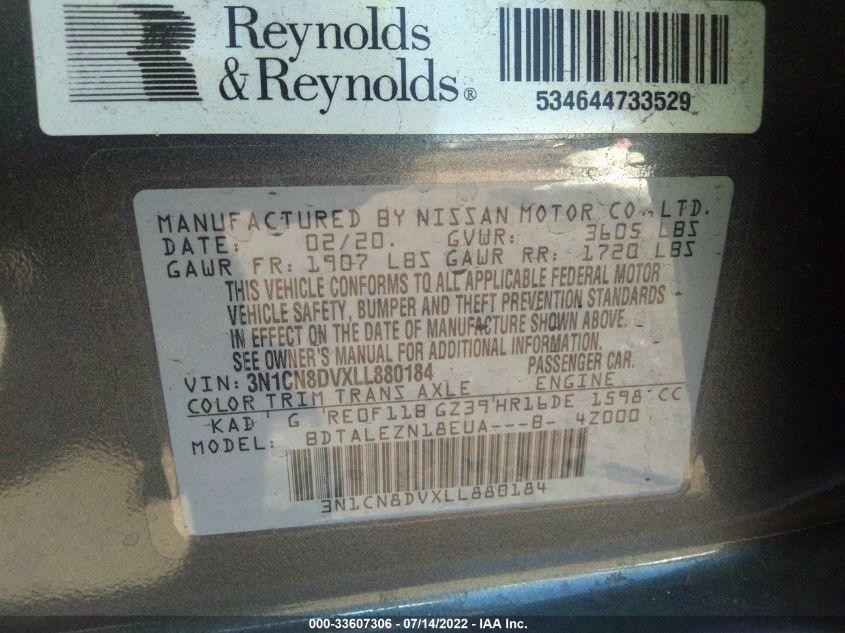 Reynolds
& Reynolds®
534644733529
MANUFACTURED BY NISSAN MOTOR CO., LTD.
DATE: 02/20. GVWR: 3605 LBS
GAWR FR: 1907 LBS GAWR RR: 1720 LBS
THIS VEHICLE CONFORMS TO ALL APPLICABLE FEDERAL MOTOR
VEHICLE SAFETY, BUMPER AND THEFT PREVENTION STANDARDS
IN EFFECT ON THE DATE OF MANUFACTURE SHOWN ABOVE.
SEE OWNER'S MANUAL FOR ADDITIONAL INFORMATION.
VIN: 3N1CN8DVXLL880184 PASSENGER CAR.
COLOR TRIM TRANS AXLE ENGINE
KAD G RE0F11B GZ39 HR16DE 1598 CC
MODEL: BDTALEZN18EUA---B- 4Z000
3N1CN8DVXLL880184
000-33607306 - 07/14/2022 - IAA Inc.